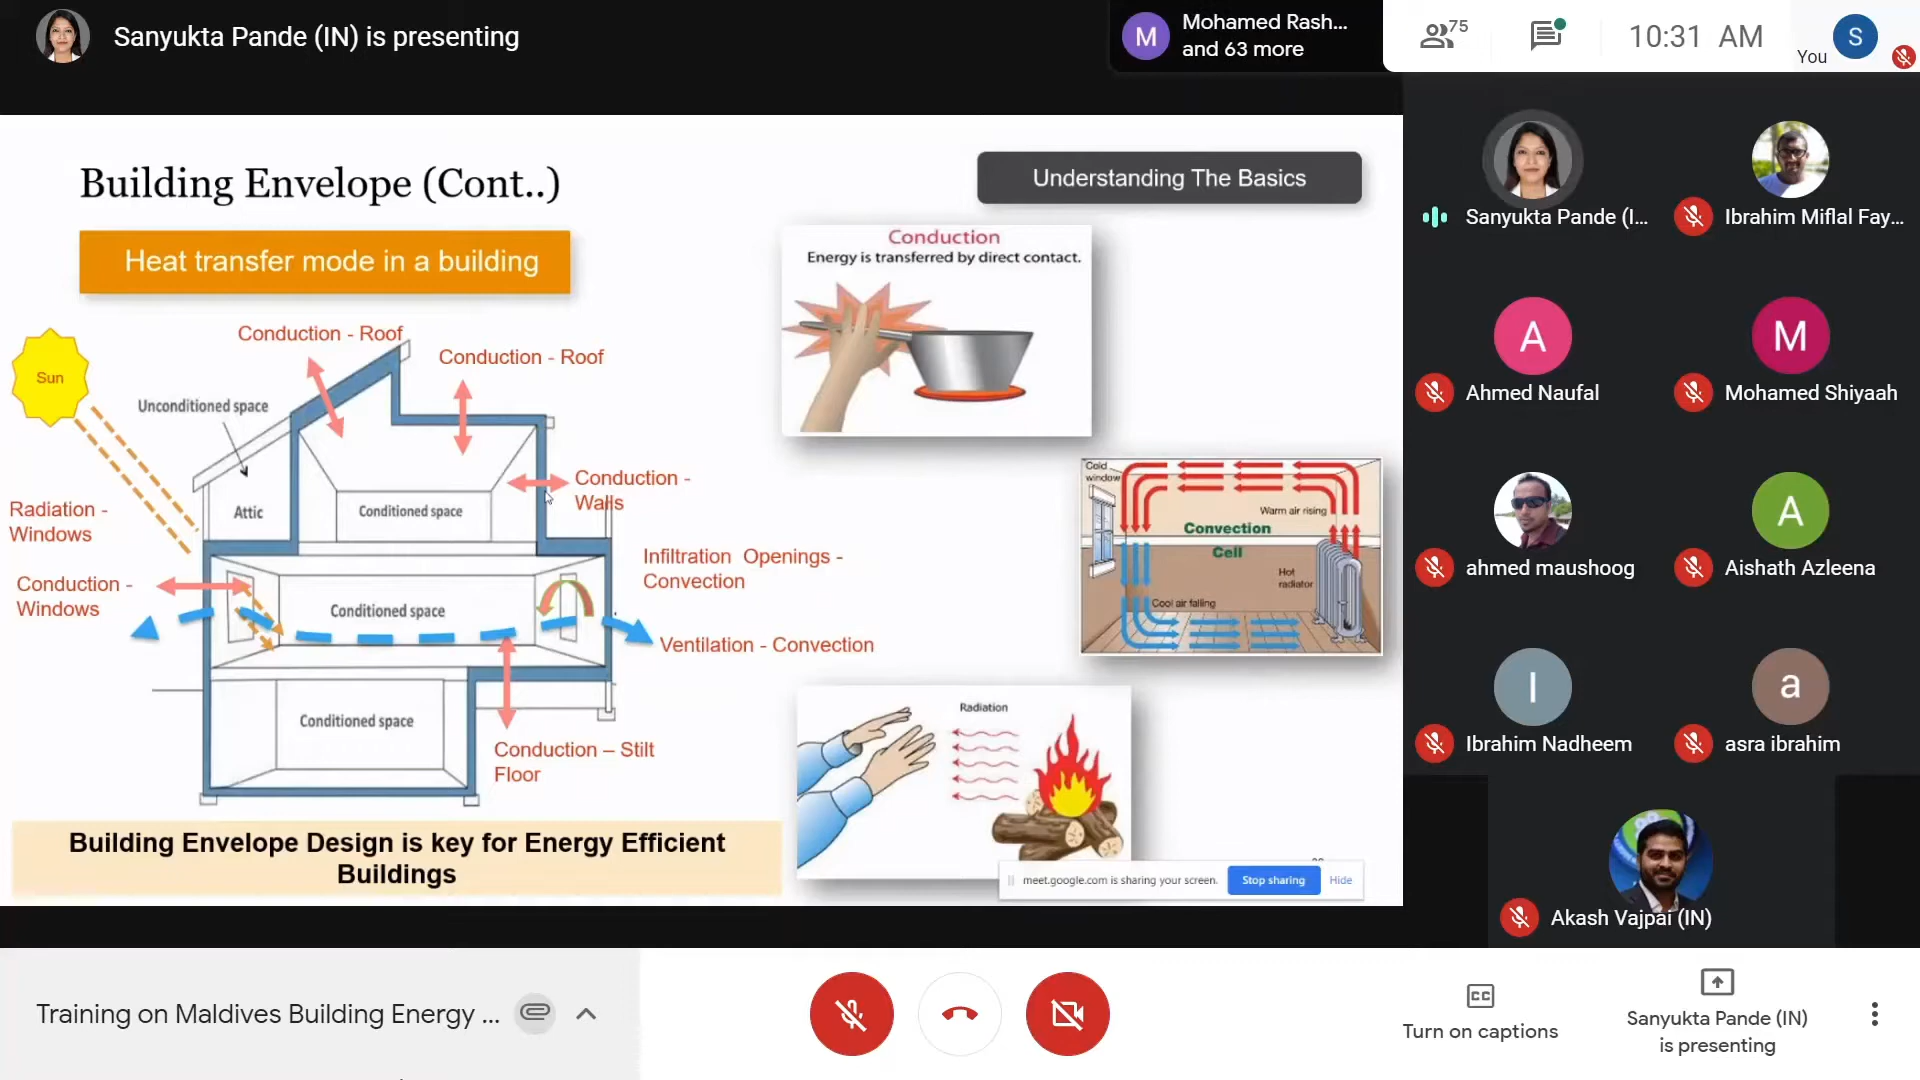 Sanyukta Pande (IN) is presenting
M
Mohamed Rash...
and 63 more
75
10:31 AM
You
S
Building Envelope (Cont..)
Understanding The Basics
Heat transfer mode in a building
Conduction
Energy is transferred by direct contact.
Conduction - Roof
Conduction - Roof
Sun
Unconditioned space
Conduction -
Walls
Radiation -
Windows
Attic
Conditioned space
Infiltration Openings -
Convection
Conduction -
Windows
Conditioned space
Ventilation - Convection
Conditioned space
Conduction – Stilt
Floor
Cold
window
Warm air rising
Convection
Cell
Hot
radiator
Cool air falling
Radiation
Building Envelope Design is key for Energy Efficient
Buildings
meet.google.com is sharing your screen.
Stop sharing
Hide
Sanyukta Pande (I...
Ibrahim Miflal Fay...
A
Ahmed Naufal
M
Mohamed Shiyaah
ahmed maushoog
A
Aishath Azleena
I
Ibrahim Nadheem
a
asra ibrahim
Akash Vajpai (IN)
Training on Maldives Building Energy ...
CC
Turn on captions
Sanyukta Pande (IN)
is presenting